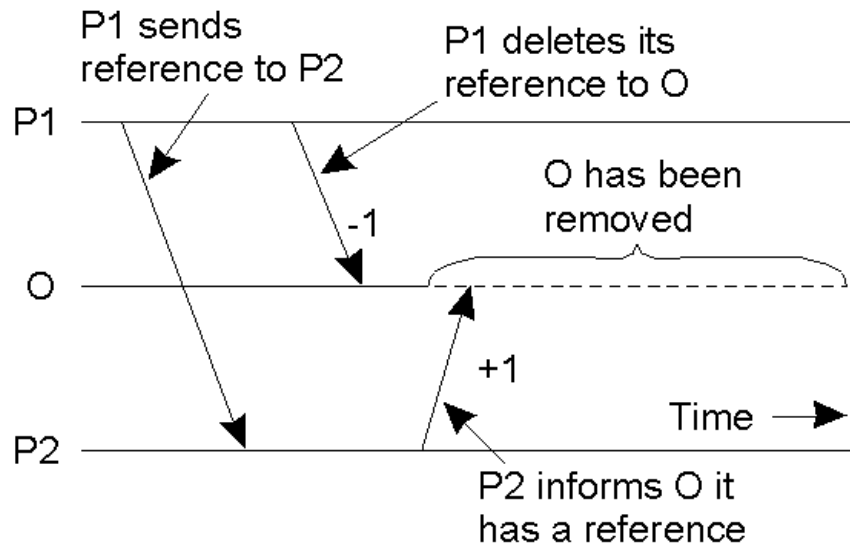 P1 sends
reference to P2
P1 deletes its
reference to O
P1
O has been
removed
-1
O
+1
Time
P2
P2 informs O it
has a reference